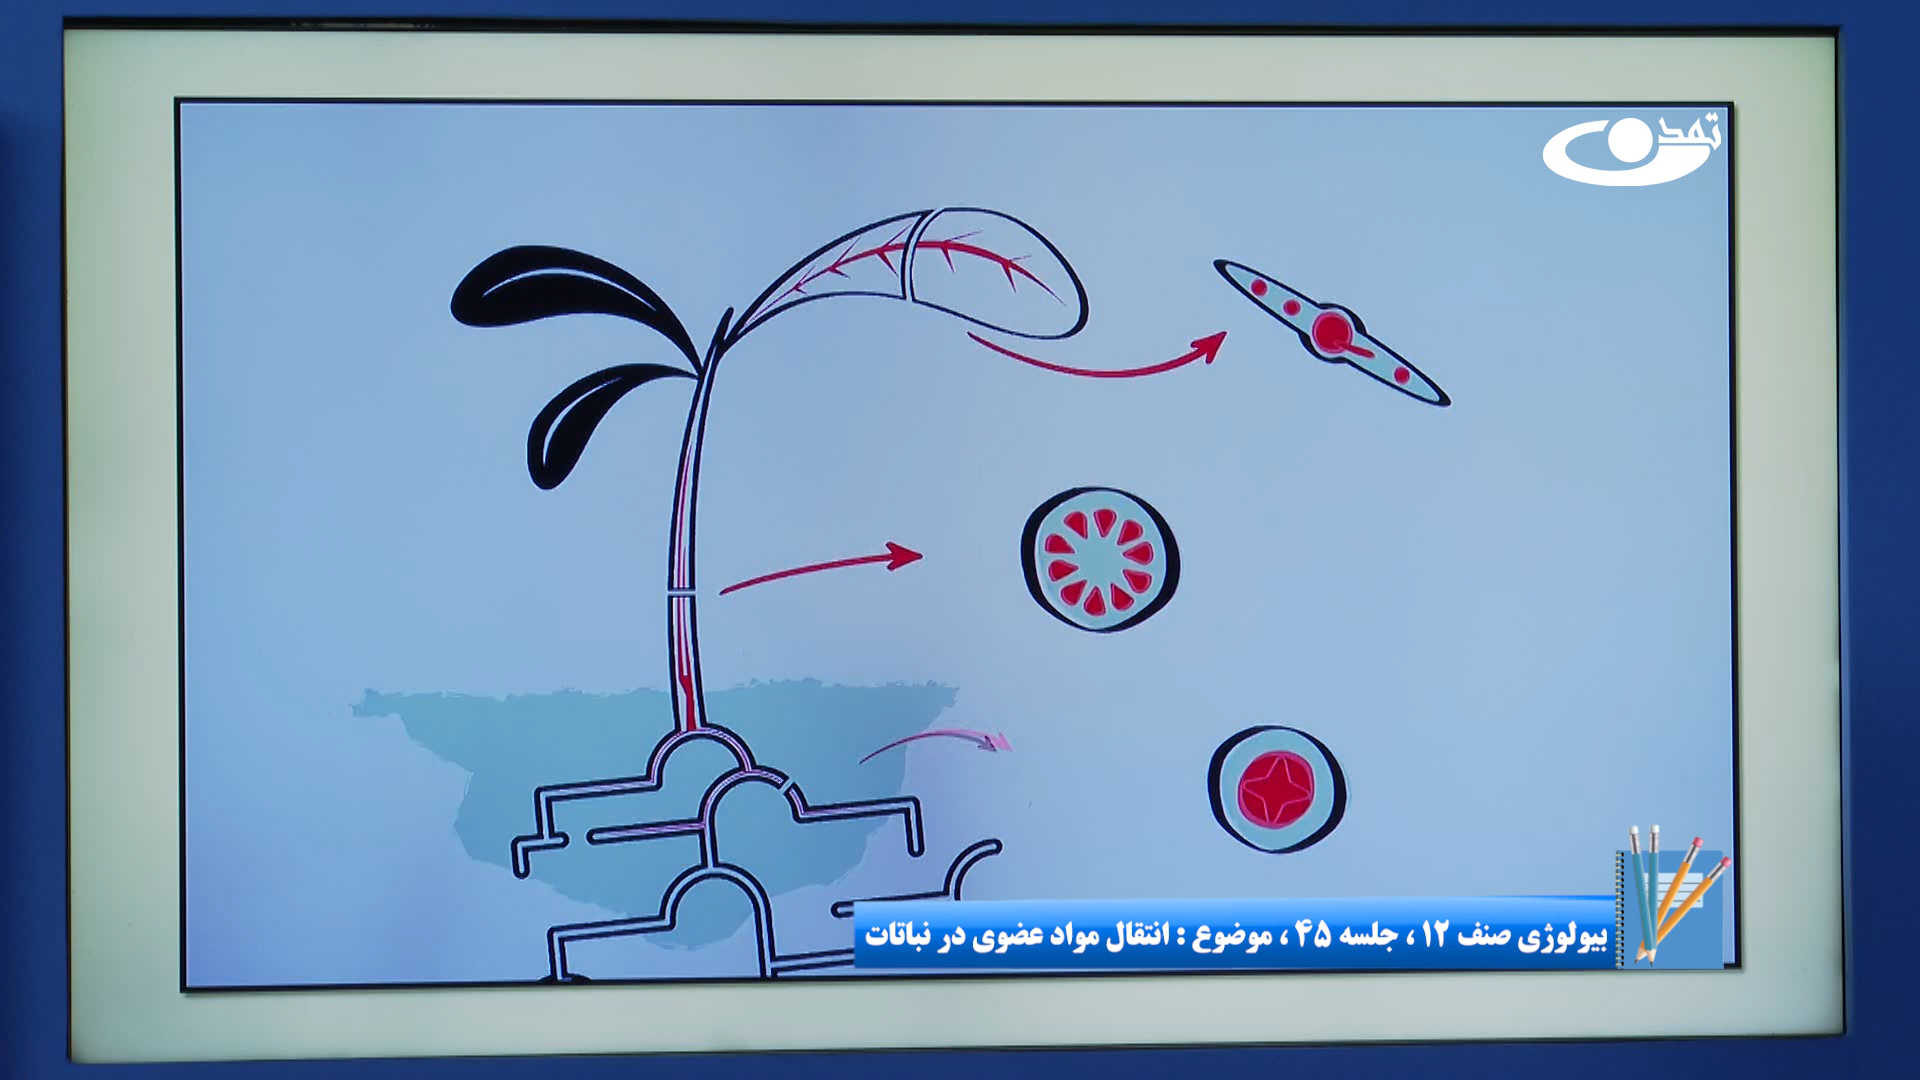 تمدن
بیولوژی صنف ۱۲ ، جلسه ۴۵ ، موضوع : انتقال مواد عضوی در نباتات